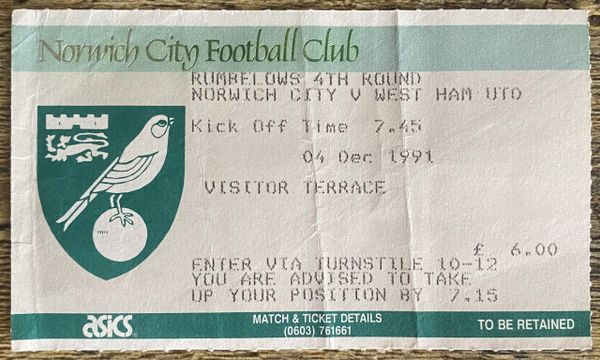 Norwich City Football Club
RUMBELOWS 4TH ROUND
NORWICH CITY V WEST HAM UTD
Kick Off Time 7.45
04 Dec 1991
VISITOR TERRACE
£ 6.00
ENTER VIA TURNSTILE 10-12
YOU ARE ADVISED TO TAKE
UP YOUR POSITION BY 7.15
asics
MATCH & TICKET DETAILS
(0603) 761661
TO BE RETAINED